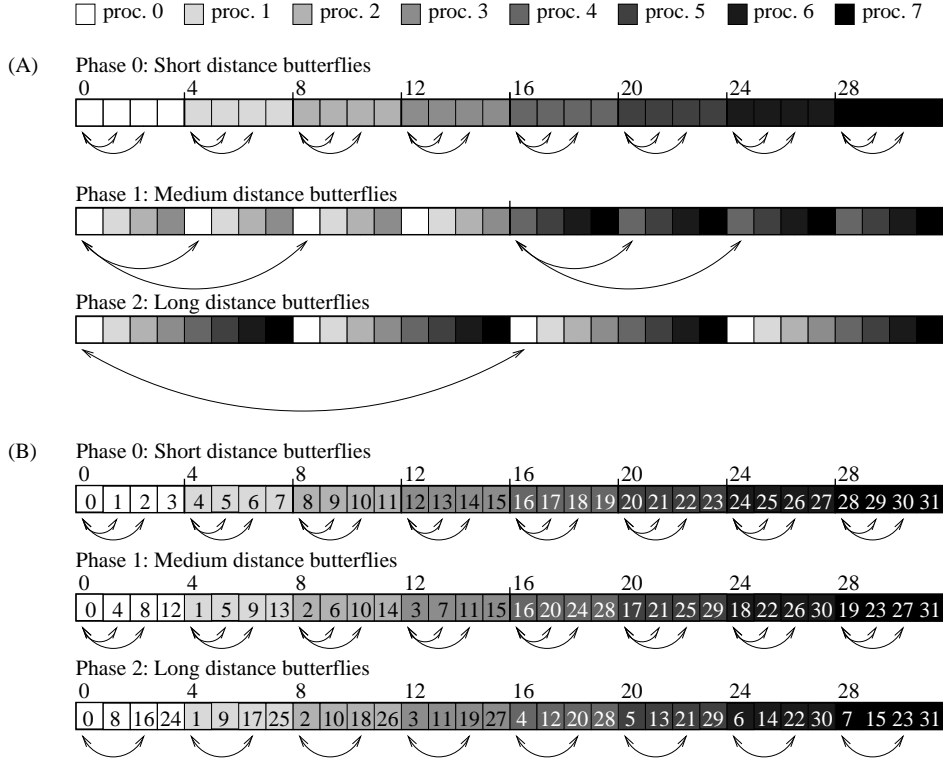 proc. 0 proc. 1 proc. 2 proc. 3 proc. 4 proc. 5 proc. 6 proc. 7
(A) Phase 0: Short distance butterflies
0 4 8 12 16 20 24 28
Phase 1: Medium distance butterflies
Phase 2: Long distance butterflies
(B) Phase 0: Short distance butterflies
0 4 8 12 16 20 24 28
0 1 2 3 4 5 6 7 8 9 10 11 12 13 14 15 16 17 18 19 20 21 22 23 24 25 26 27 28 29 30 31
Phase 1: Medium distance butterflies
0 4 8 12 16 20 24 28
0 4 8 12 1 5 9 13 2 6 10 14 3 7 11 15 16 20 24 28 17 21 25 29 18 22 26 30 19 23 27 31
Phase 2: Long distance butterflies
0 4 8 12 16 20 24 28
0 8 16 24 1 9 17 25 2 10 18 26 3 11 19 27 4 12 20 28 5 13 21 29 6 14 22 30 7 15 23 31